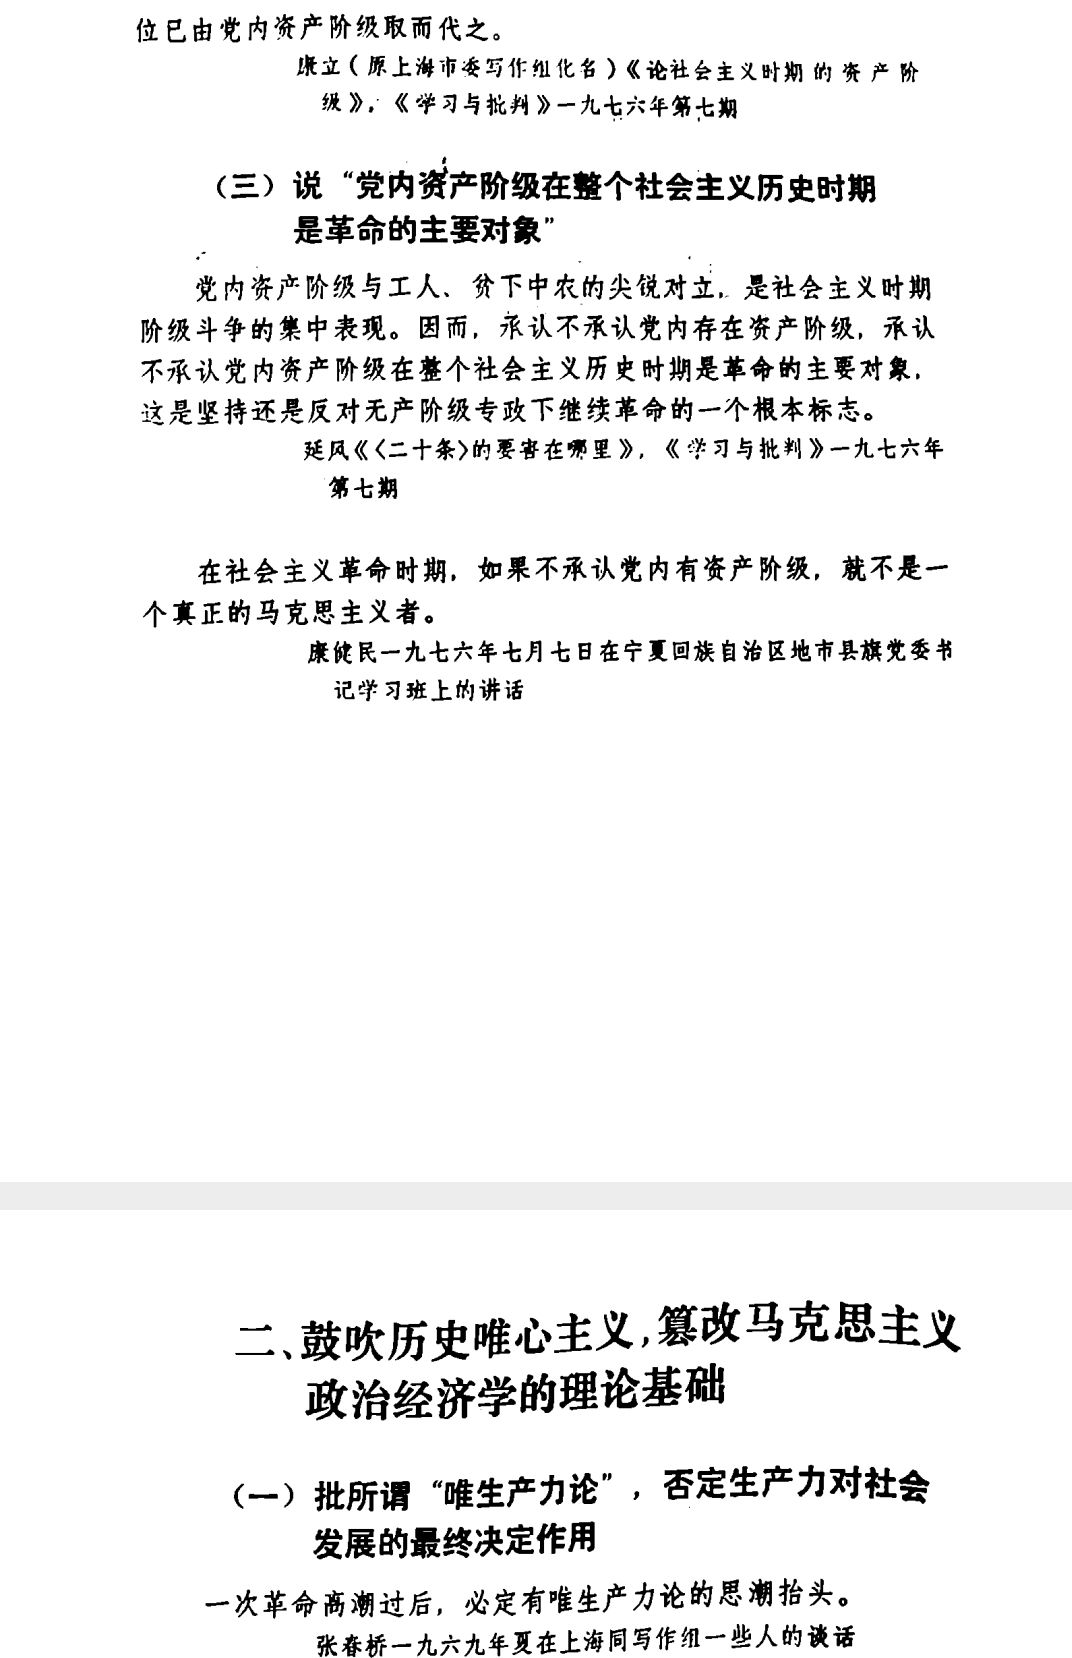 位已由党内资产阶级取而代之。
康立(原上海市委写作组化名)《论社会主义时期的资产阶
级》，《学习与批判》一九七六年第七期
(三)说“党内资产阶级在整个社会主义历史时期
是革命的主要对象”
党内资产阶级与工人、贫下中农的尖锐对立，是社会主义时期
阶级斗争的集中表现。因而，承认不承认党内存在资产阶级，承认
不承认党内资产阶级在整个社会主义历史时期是革命的主要对象，
这是坚持还是反对无产阶级专政下继续革命的一个根本标志。
延风《〈二十条〉的要害在哪里》，《学习与批判》一九七六年
第七期
在社会主义革命时期，如果不承认党内有资产阶级，就不是一
个真正的马克思主义者。
康健民一九七六年七月七日在宁夏回族自治区地市县旗党委书
记学习班上的讲话
二、鼓吹历史唯心主义,篡改马克思主义
政治经济学的理论基础
(一)批所谓“唯生产力论”，否定生产力对社会
发展的最终决定作用
一次革命高潮过后，必定有唯生产力论的思潮抬头。
张春桥一九六九年夏在上海同写作组一些人的谈话